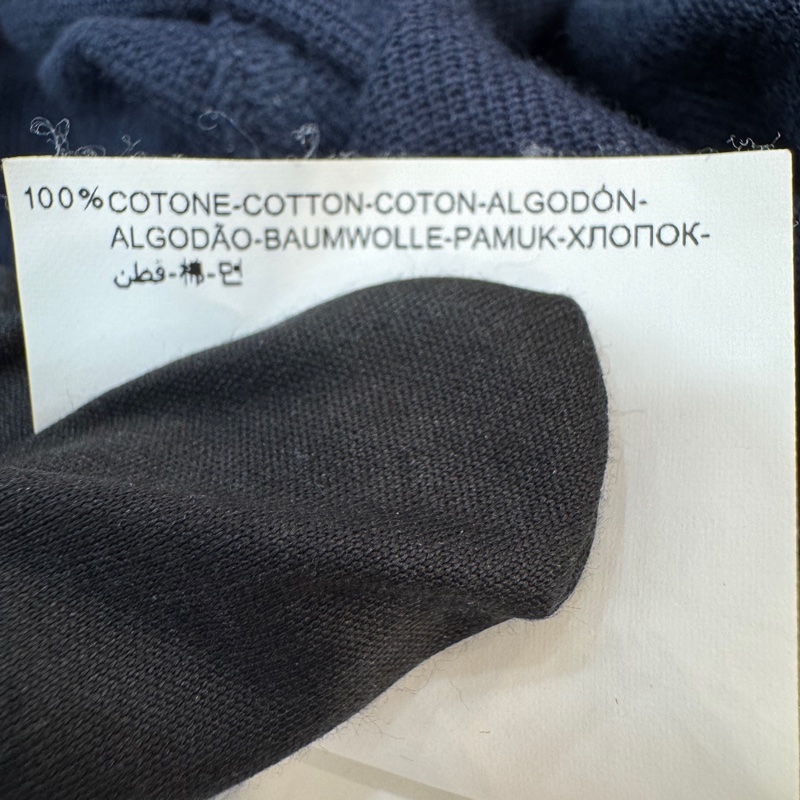 100% COTONE-COTTON-COTON-ALGODÓN-
ALGODÃO-BAUMWOLLE-PAMUK-ХЛОПОК-
قطن-棉-면